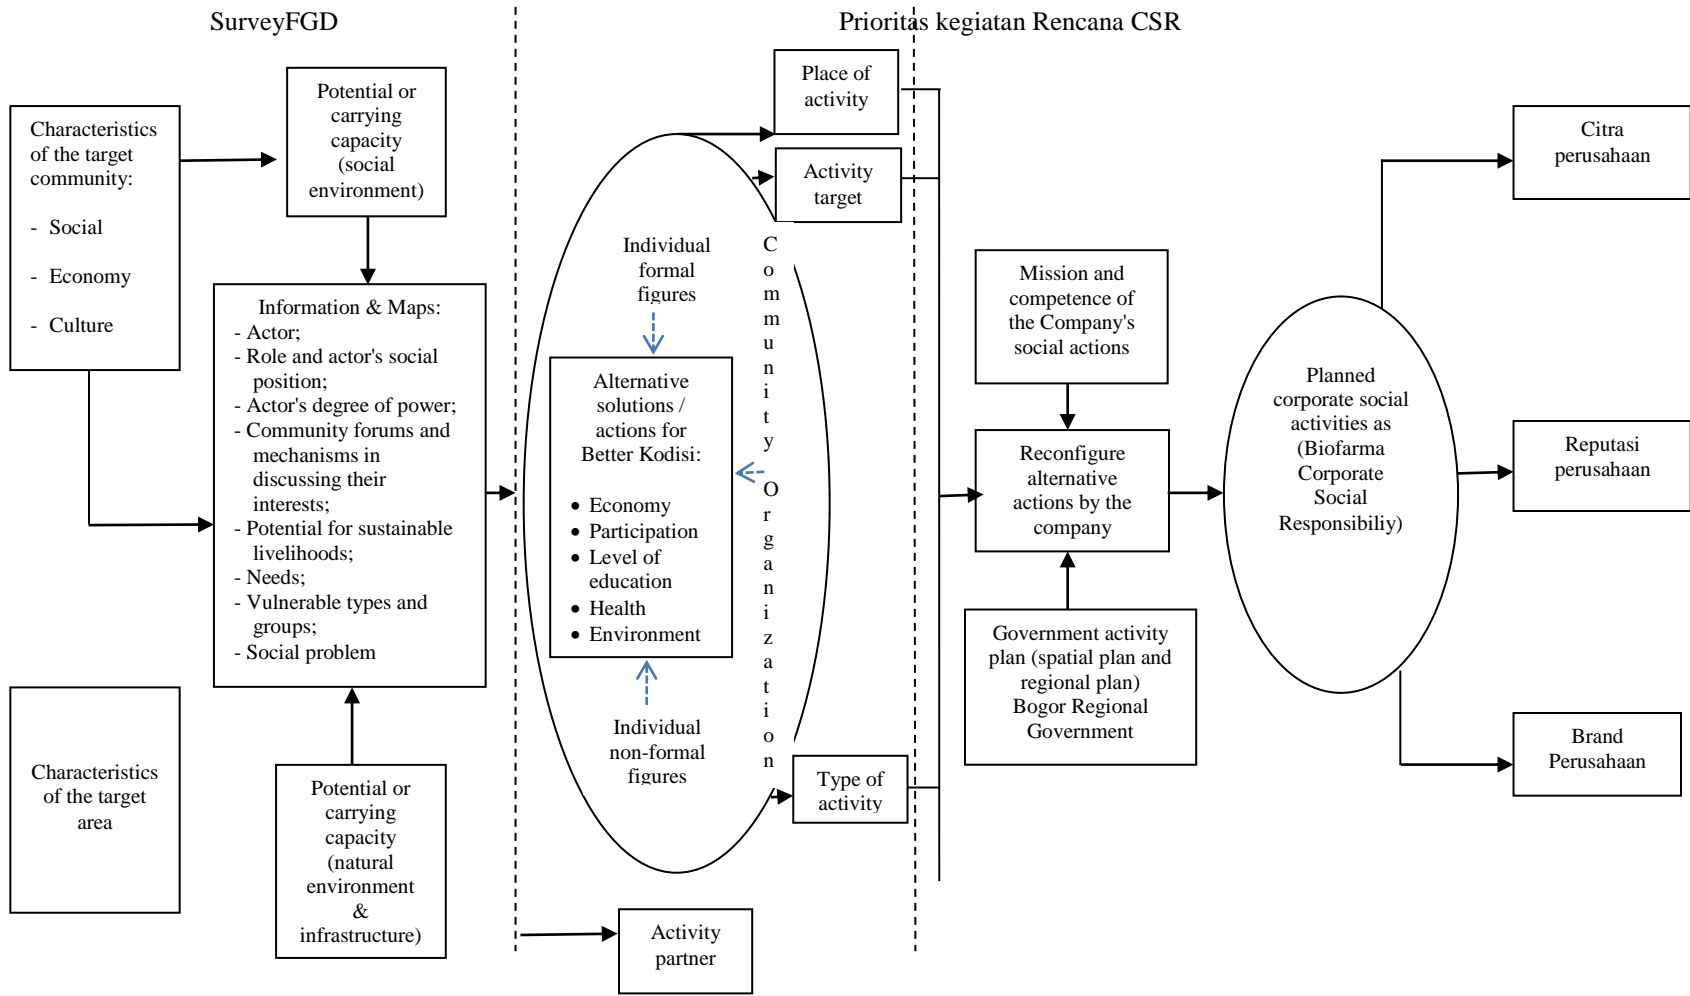 SurveyFGD
Prioritas kegiatan Rencana CSR
Characteristics
of the target
community:
- Social
- Economy
- Culture
Potential or
carrying
capacity
(social
environment)
Information & Maps:
- Actor;
- Role and actor's social
position;
- Actor's degree of power;
- Community forums and
mechanisms in
discussing their
interests;
- Potential for sustainable
livelihoods;
- Needs;
- Vulnerable types and
groups;
- Social problem
Characteristics
of the target
area
Potential or
carrying
capacity
(natural
environment
&
infrastructure)
Individual
formal
figures
Alternative
solutions /
actions for
Better Kodisi:
• Economy
• Participation
• Level of
education
• Health
• Environment
Individual
non-formal
figures
Community Organization
Place of
activity
Activity
target
Type of
activity
Activity
partner
Mission and
competence of
the Company's
social actions
Reconfigure
alternative
actions by the
company
Government activity
plan (spatial plan and
regional plan)
Bogor Regional
Government
Planned
corporate social
activities as
(Biofarma
Corporate
Social
Responsibiliy)
Citra
perusahaan
Reputasi
perusahaan
Brand
Perusahaan